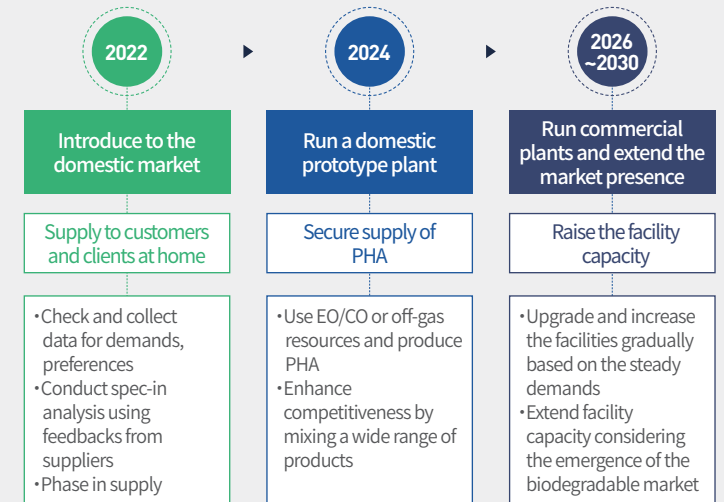 2022
Introduce to the
domestic market
Supply to customers
and clients at home
・Check and collect
data for demands,
preferences
・Conduct spec-in
analysis using
feedbacks from
suppliers
・Phase in supply
2024
Run a domestic
prototype plant
Secure supply of
PHA
・Use EO/CO or off-gas
resources and produce
PHA
・Enhance
competitiveness by
mixing a wide range of
products
2026
~2030
Run commercial
plants and extend the
market presence
Raise the facility
capacity
・Upgrade and increase
the facilities gradually
based on the steady
demands
・Extend facility
capacity considering
the emergence of the
biodegradable market